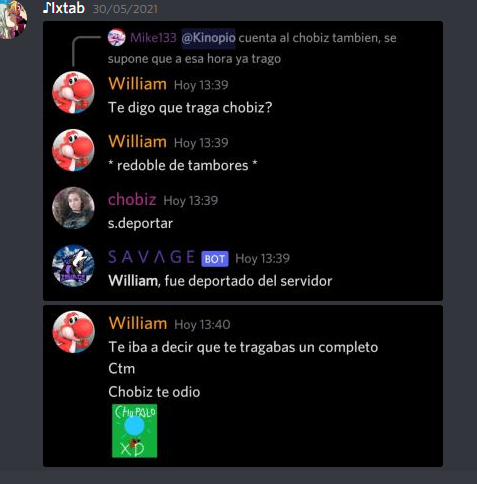 ♪Ixtab 30/05/2021
Mike133 @Kinopio cuenta al chobiz tambien, se
supone que a esa hora ya trago
William Hoy 13:39
Te digo que traga chobiz?
William Hoy 13:39
* redoble de tambores *
chobiz Hoy 13:39
s.deportar
S A V Λ G E BOT Hoy 13:39
William, fue deportado del servidor
William Hoy 13:40
Te iba a decir que te tragabas un completo
Ctm
Chobiz te odio
CHUPALO
XD